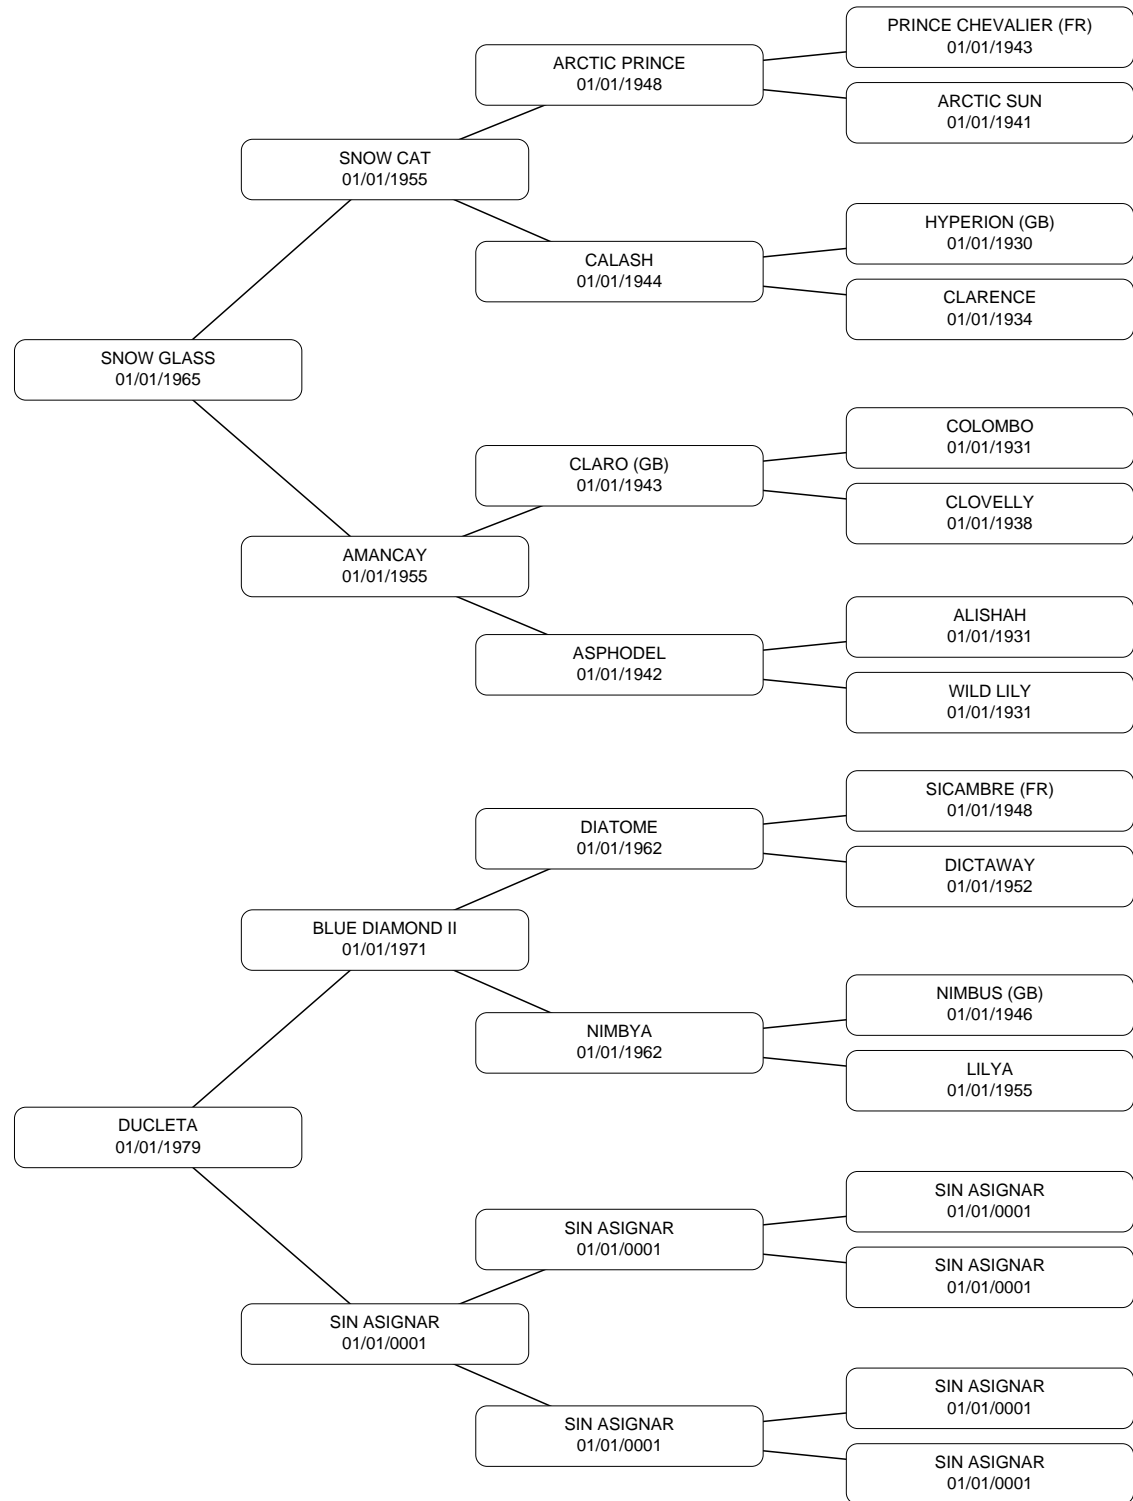 PRINCE CHEVALIER (FR)
01/01/1943
ARCTIC PRINCE
01/01/1948
ARCTIC SUN
01/01/1941
SNOW CAT
01/01/1955
HYPERION (GB)
01/01/1930
CALASH
01/01/1944
CLARENCE
01/01/1934
SNOW GLASS
01/01/1965
COLOMBO
01/01/1931
CLARO (GB)
01/01/1943
CLOVELLY
01/01/1938
AMANCAY
01/01/1955
ALISHAH
01/01/1931
ASPHODEL
01/01/1942
WILD LILY
01/01/1931
SICAMBRE (FR)
01/01/1948
DIATOME
01/01/1962
DICTAWAY
01/01/1952
BLUE DIAMOND II
01/01/1971
NIMBUS (GB)
01/01/1946
NIMBYA
01/01/1962
LILYA
01/01/1955
DUCLETA
01/01/1979
SIN ASIGNAR
01/01/0001
SIN ASIGNAR
01/01/0001
SIN ASIGNAR
01/01/0001
SIN ASIGNAR
01/01/0001
SIN ASIGNAR
01/01/0001
SIN ASIGNAR
01/01/0001
SIN ASIGNAR
01/01/0001